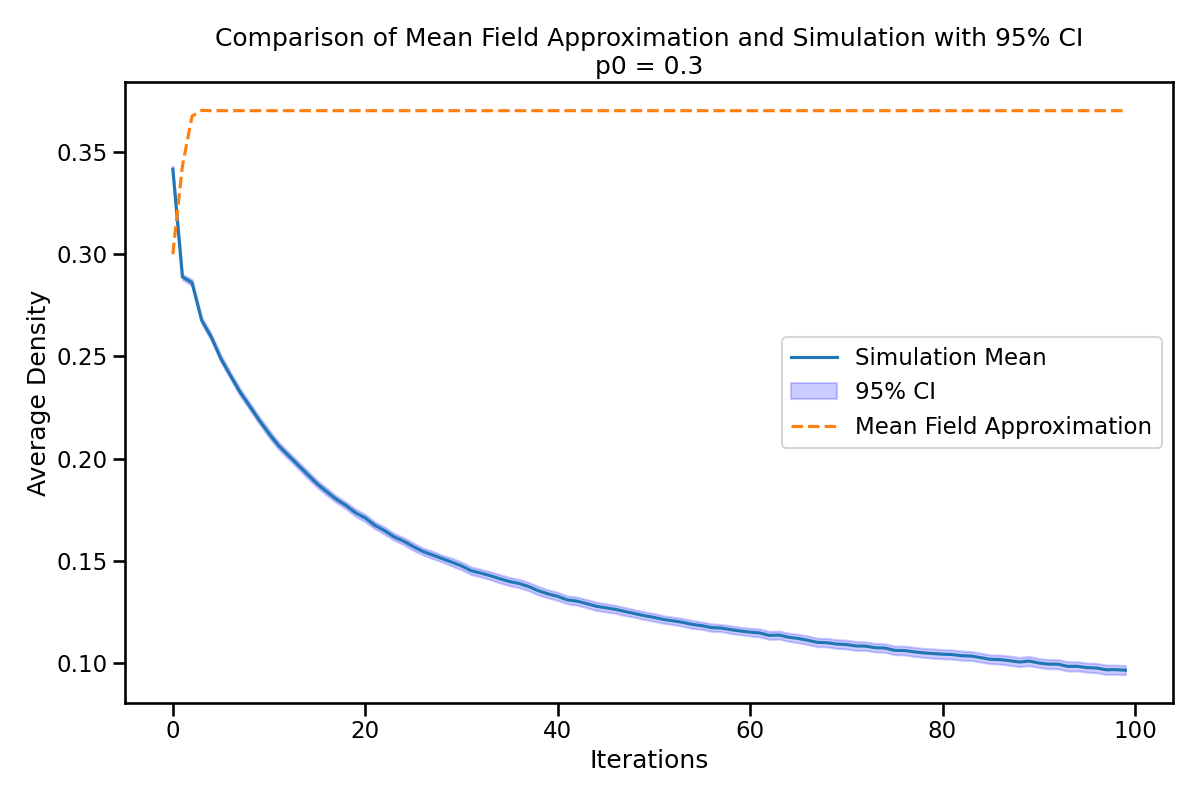 Comparison of Mean Field Approximation and Simulation with 95% CI
p0 = 0.3
Average Density
0.35
0.30
0.25
0.20
0.15
0.10
Simulation Mean
95% CI
Mean Field Approximation
0 20 40 60 80 100
Iterations